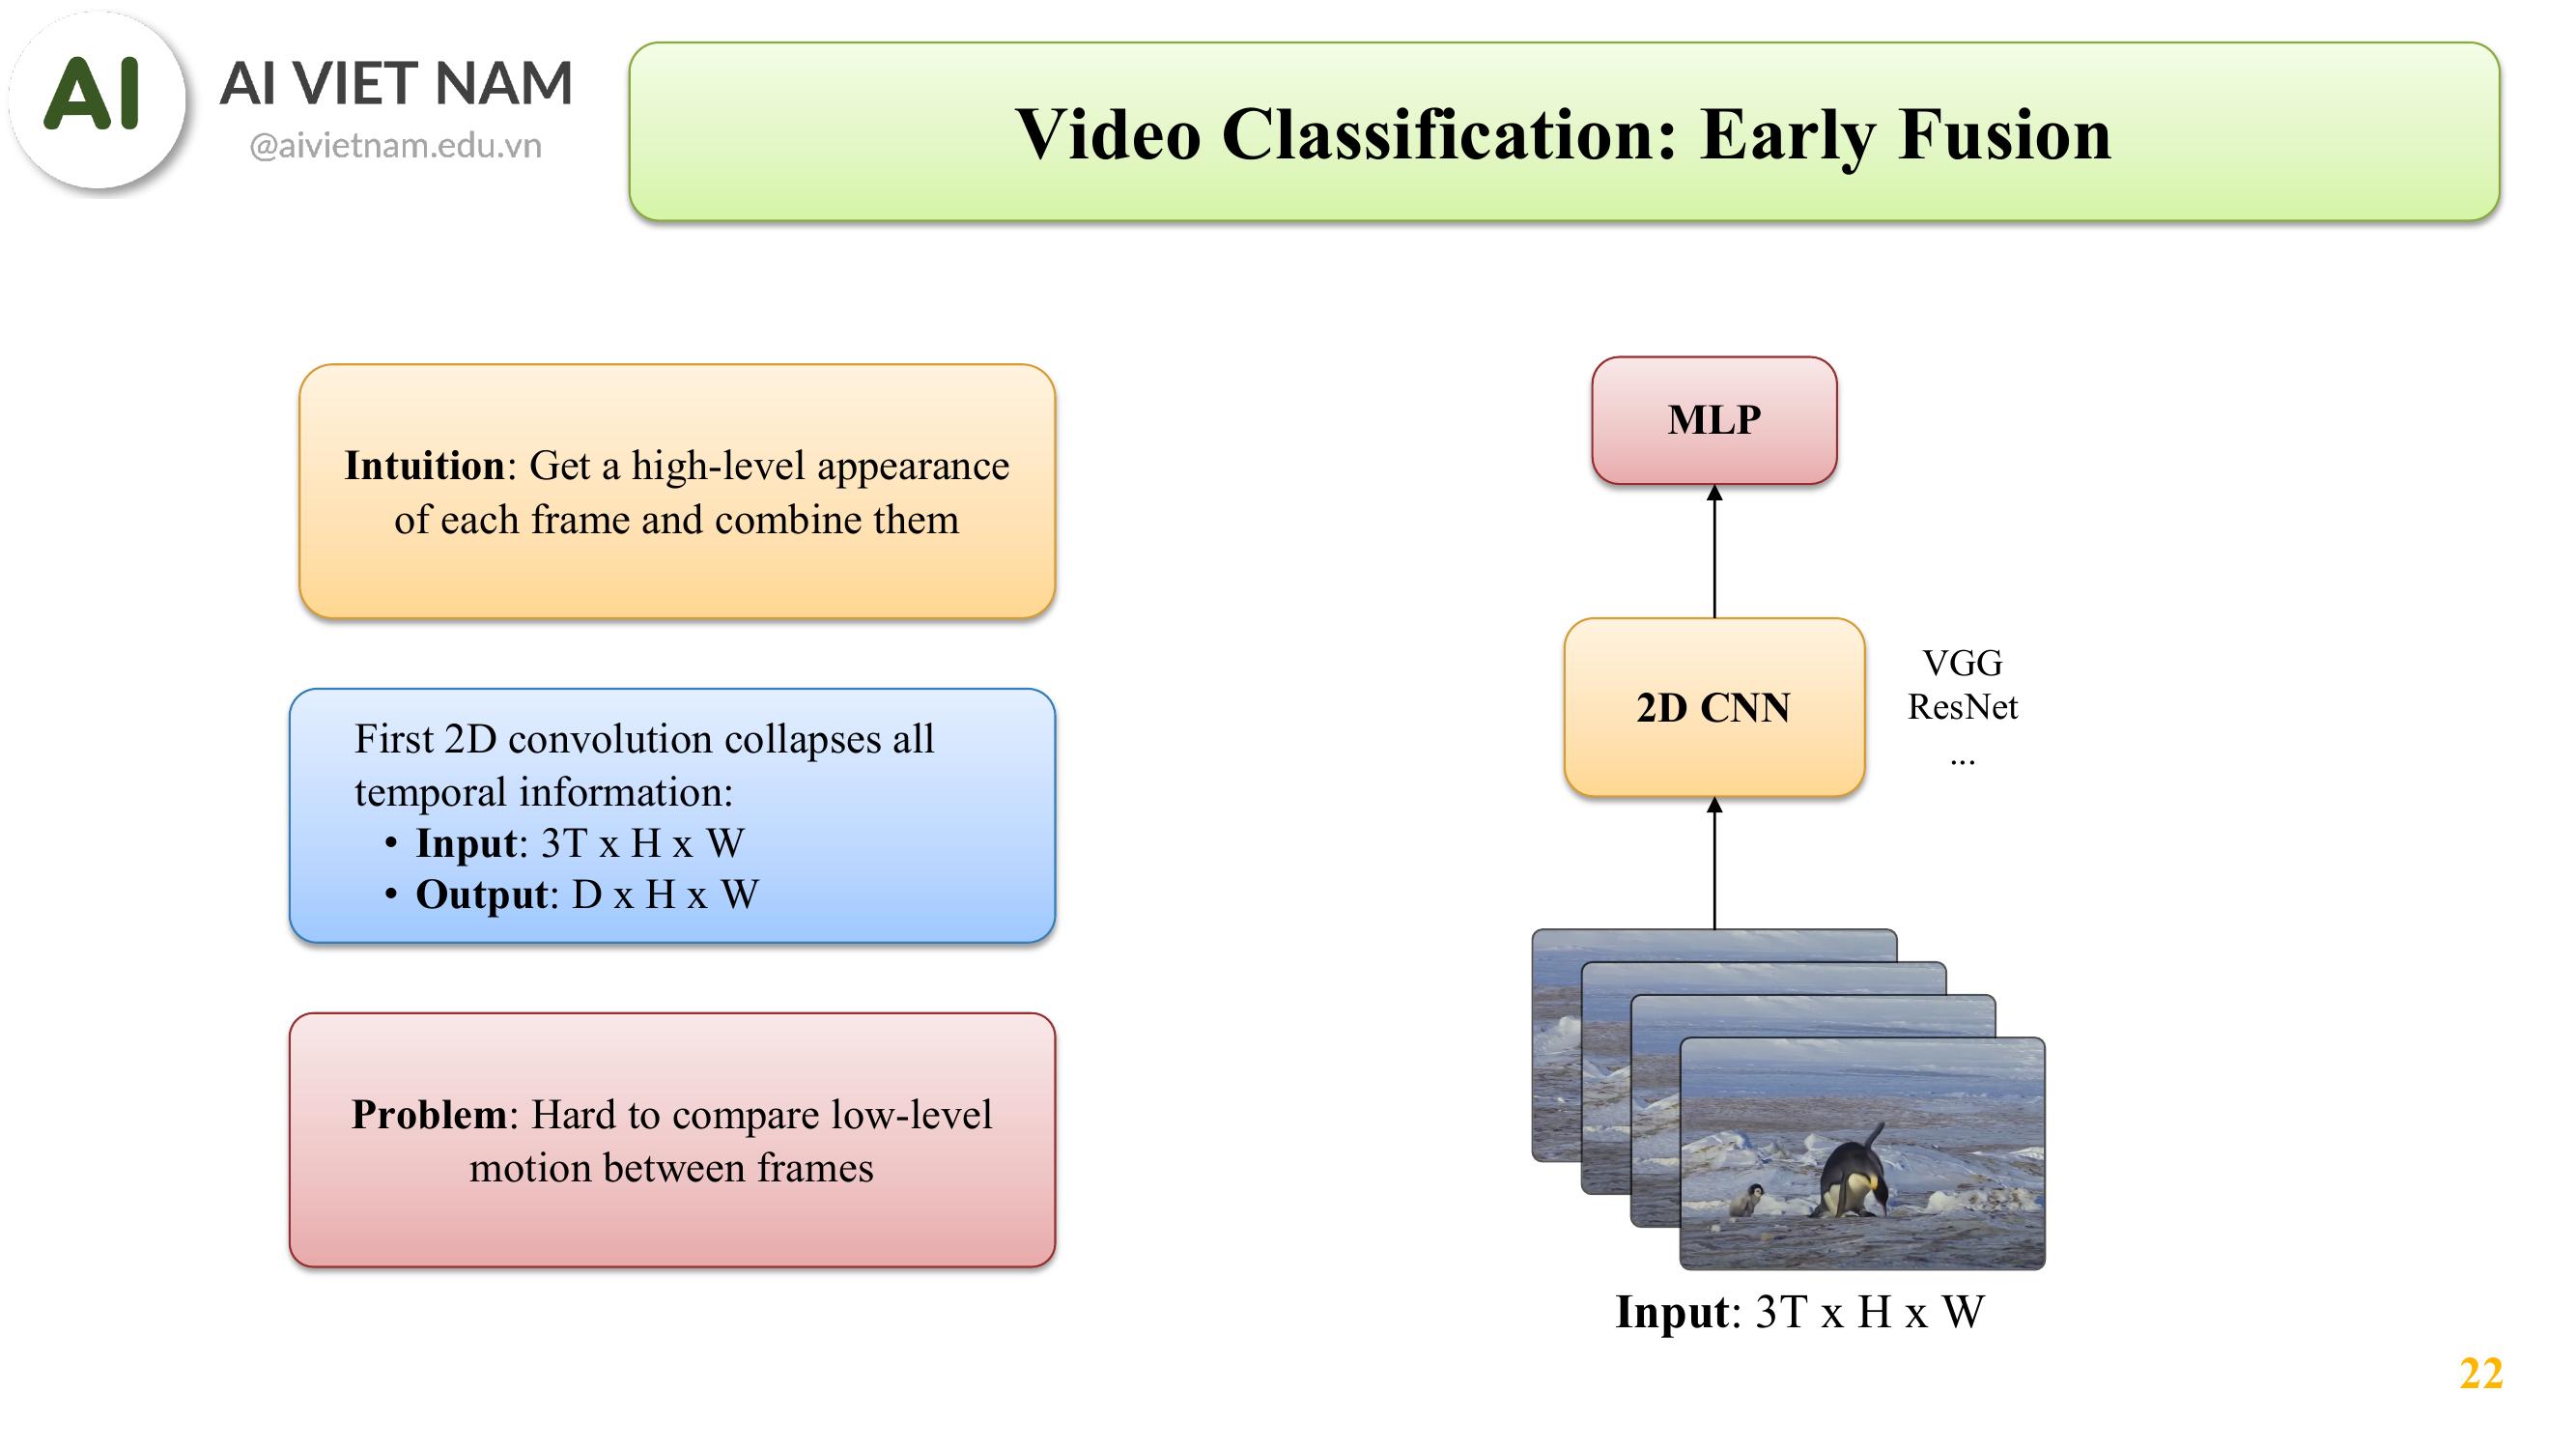 AI
AI VIET NAM
@aivietnam.edu.vn
Video Classification: Early Fusion
Intuition: Get a high-level appearance
of each frame and combine them
First 2D convolution collapses all
temporal information:
• Input: 3T x H x W
• Output: D x H x W
Problem: Hard to compare low-level
motion between frames
MLP
2D CNN
VGG
ResNet
...
Input: 3T x H x W
22